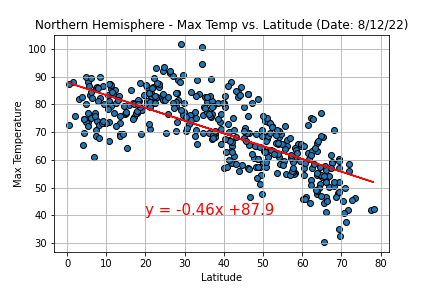 Northern Hemisphere - Max Temp vs. Latitude (Date: 8/12/22)
100
90
80
70
60
50
40
30
Max Temperature
y = -0.46x +87.9
0 10 20 30 40 50 60 70 80
Latitude